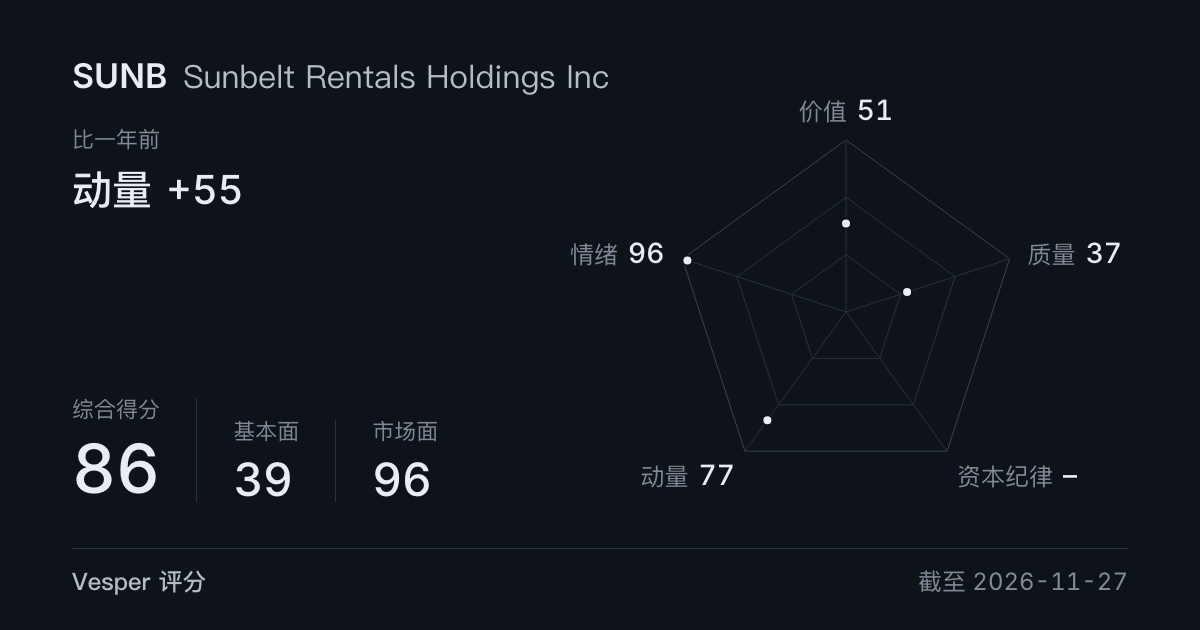 SUNB Sunbelt Rentals Holdings Inc
比一年前
动量 +55
价值 51
情绪 96
质量 37
动量 77
资本纪律 –
综合得分
86
基本面
39
市场面
96
Vesper 评分
截至 2026-11-27